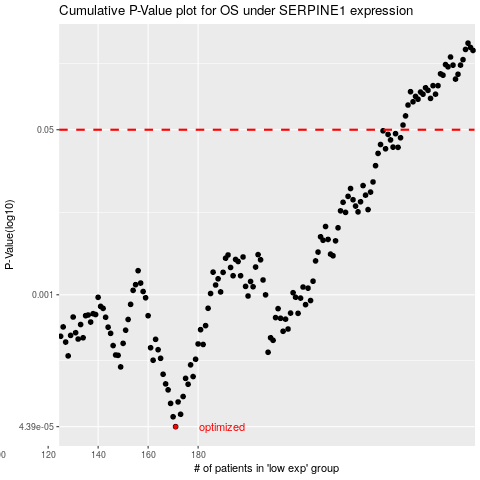 Cumulative P-Value plot for OS under SERPINE1 expression
P-Value(log10)
0.05
0.001
4.39e-05
optimized
00 120 140 160 180
# of patients in 'low exp' group